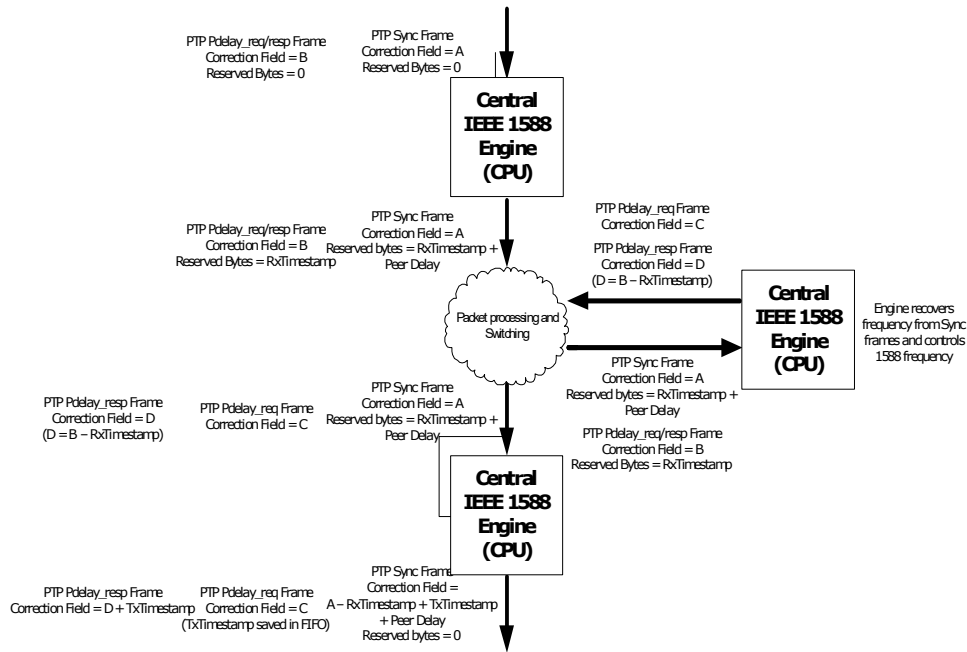 PTP Pdelay_req/resp Frame
Correction Field = B
Reserved Bytes = 0
PTP Sync Frame
Correction Field = A
Reserved Bytes = 0
Central
IEEE 1588
Engine
(CPU)
PTP Pdelay_req/resp Frame
Correction Field = B
Reserved Bytes = RxTimestamp
PTP Sync Frame
Correction Field = A
Reserved bytes = RxTimestamp +
Peer Delay
PTP Pdelay_req Frame
Correction Field = C
PTP Pdelay_resp Frame
Correction Field = D
(D = B – RxTimestamp)
Packet processing and
Switching
Central
IEEE 1588
Engine
(CPU)
Engine recovers
frequency from Sync
frames and controls
1588 frequency
PTP Sync Frame
Correction Field = A
Reserved bytes = RxTimestamp +
Peer Delay
PTP Pdelay_req/resp Frame
Correction Field = B
Reserved Bytes = RxTimestamp
PTP Pdelay_resp Frame
Correction Field = D
(D = B – RxTimestamp)
PTP Pdelay_req Frame
Correction Field = C
PTP Sync Frame
Correction Field = A
Reserved bytes = RxTimestamp +
Peer Delay
Central
IEEE 1588
Engine
(CPU)
PTP Pdelay_resp Frame
Correction Field = D + TxTimestamp
PTP Pdelay_req Frame
Correction Field = C
(TxTimestamp saved in FIFO)
PTP Sync Frame
Correction Field =
A – RxTimestamp + TxTimestamp
+ Peer Delay
Reserved bytes = 0